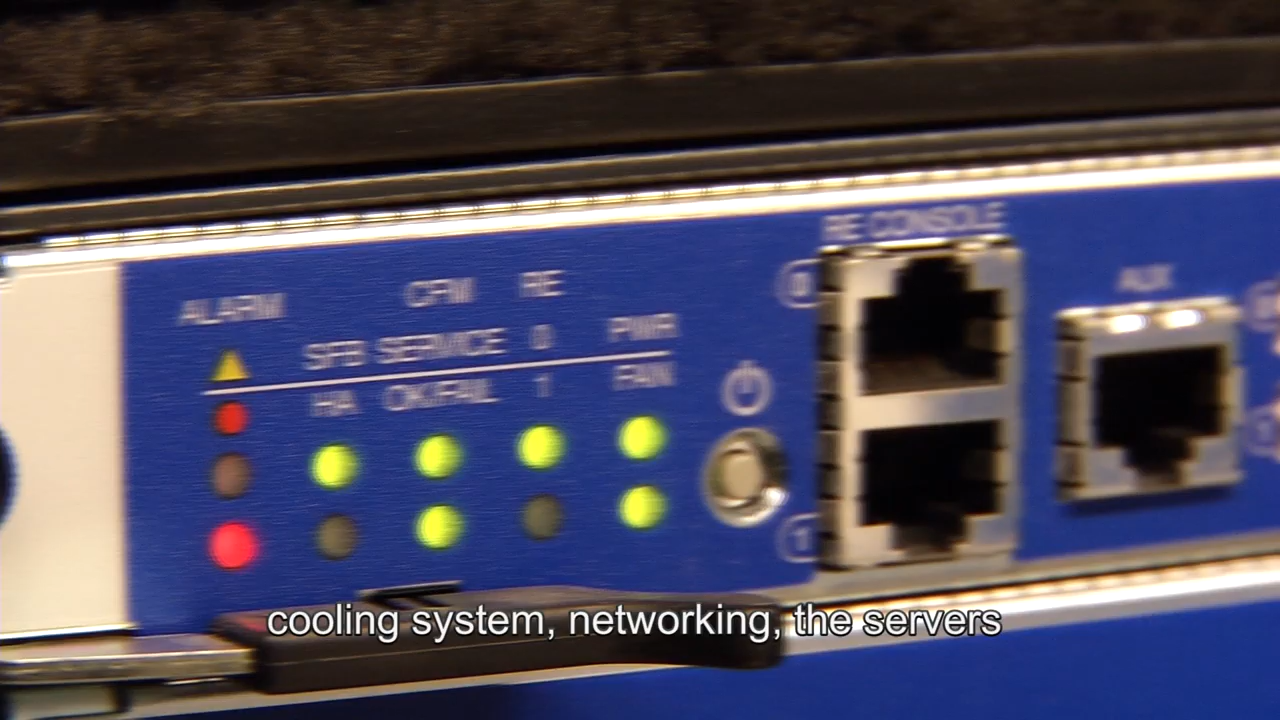 RE CONSOLE
0
AUX
ALARM
CFM
RE
SFB
SERVICE
0
PWR
HA
OK/FAIL
1
FAN
1
cooling system, networking, the servers